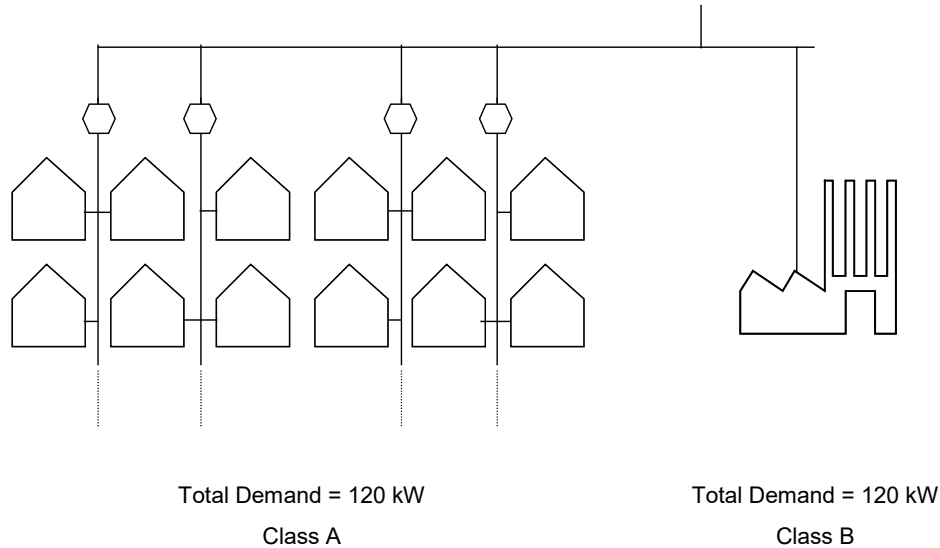 Total Demand = 120 kW
Class A
Total Demand = 120 kW
Class B